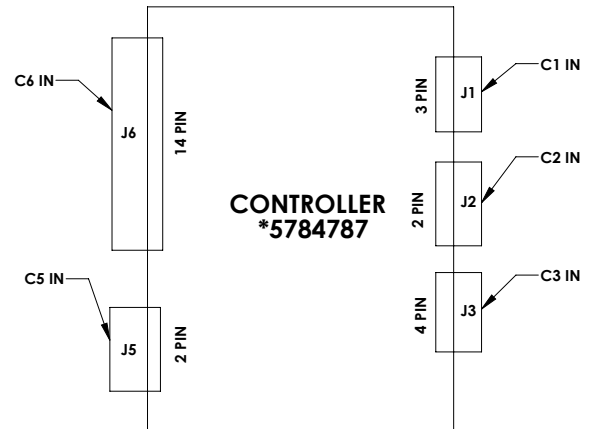 C6 IN
J6
14 PIN
C5 IN
J5
2 PIN
CONTROLLER
*5784787
3 PIN
J1
C1 IN
2 PIN
J2
C2 IN
4 PIN
J3
C3 IN